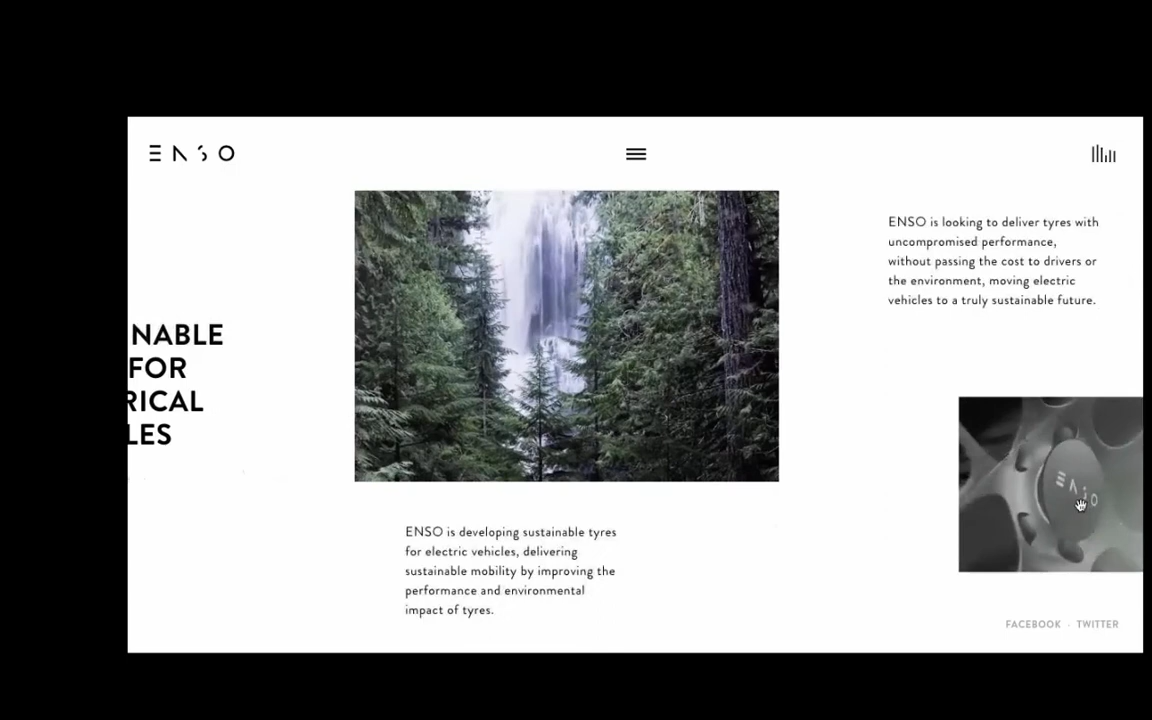 ENSO
NABLE
FOR
RICAL
LES
ENSO is developing sustainable tyres
for electric vehicles, delivering
sustainable mobility by improving the
performance and environmental
impact of tyres.
ENSO is looking to deliver tyres with
uncompromised performance,
without passing the cost to drivers or
the environment, moving electric
vehicles to a truly sustainable future.
ENSO
FACEBOOK · TWITTER